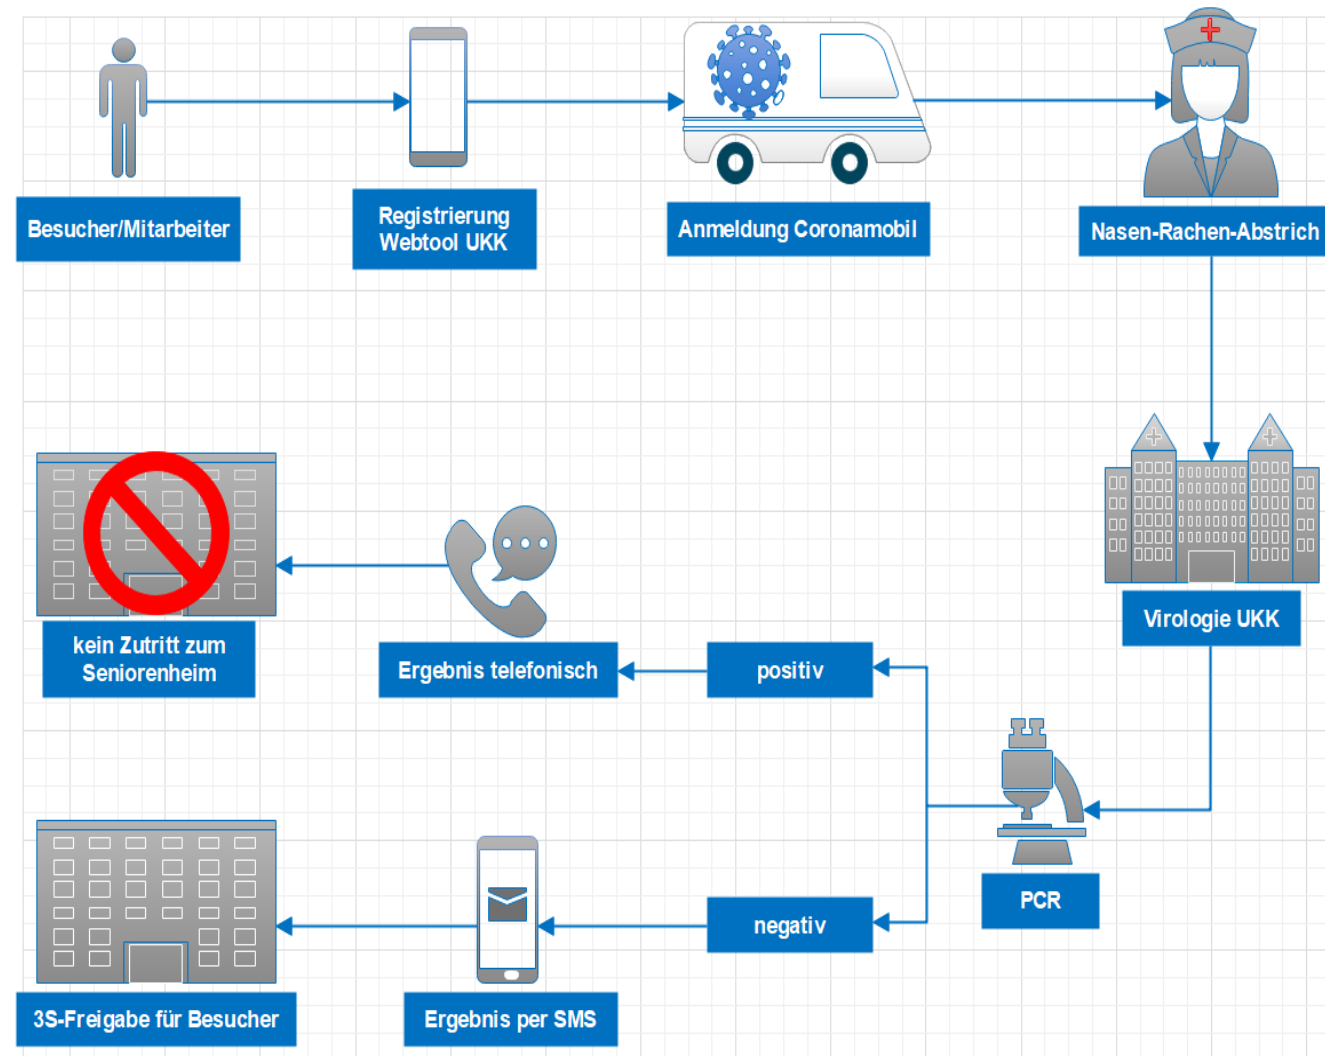 Besucher/Mitarbeiter
Registrierung
Webtool UKK
Anmeldung Coronamobil
Nasen-Rachen-Abstrich
Virologie UKK
kein Zutritt zum
Seniorenheim
Ergebnis telefonisch
positiv
PCR
negativ
3S-Freigabe für Besucher
Ergebnis per SMS